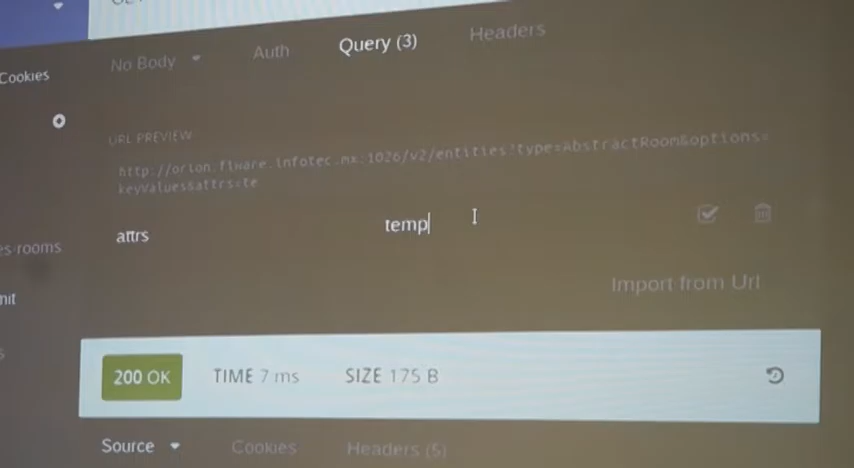 Cookies
No Body Auth Query (3) Headers
URL PREVIEW
http://orion.fiware.infotec.mx:1026/v2/entities?type=AbstractRoom&options=
keyValues&attrs=te
attrs temp
Import from Url
200 OK TIME 7 ms SIZE 175 B
Source Cookies Headers (5)